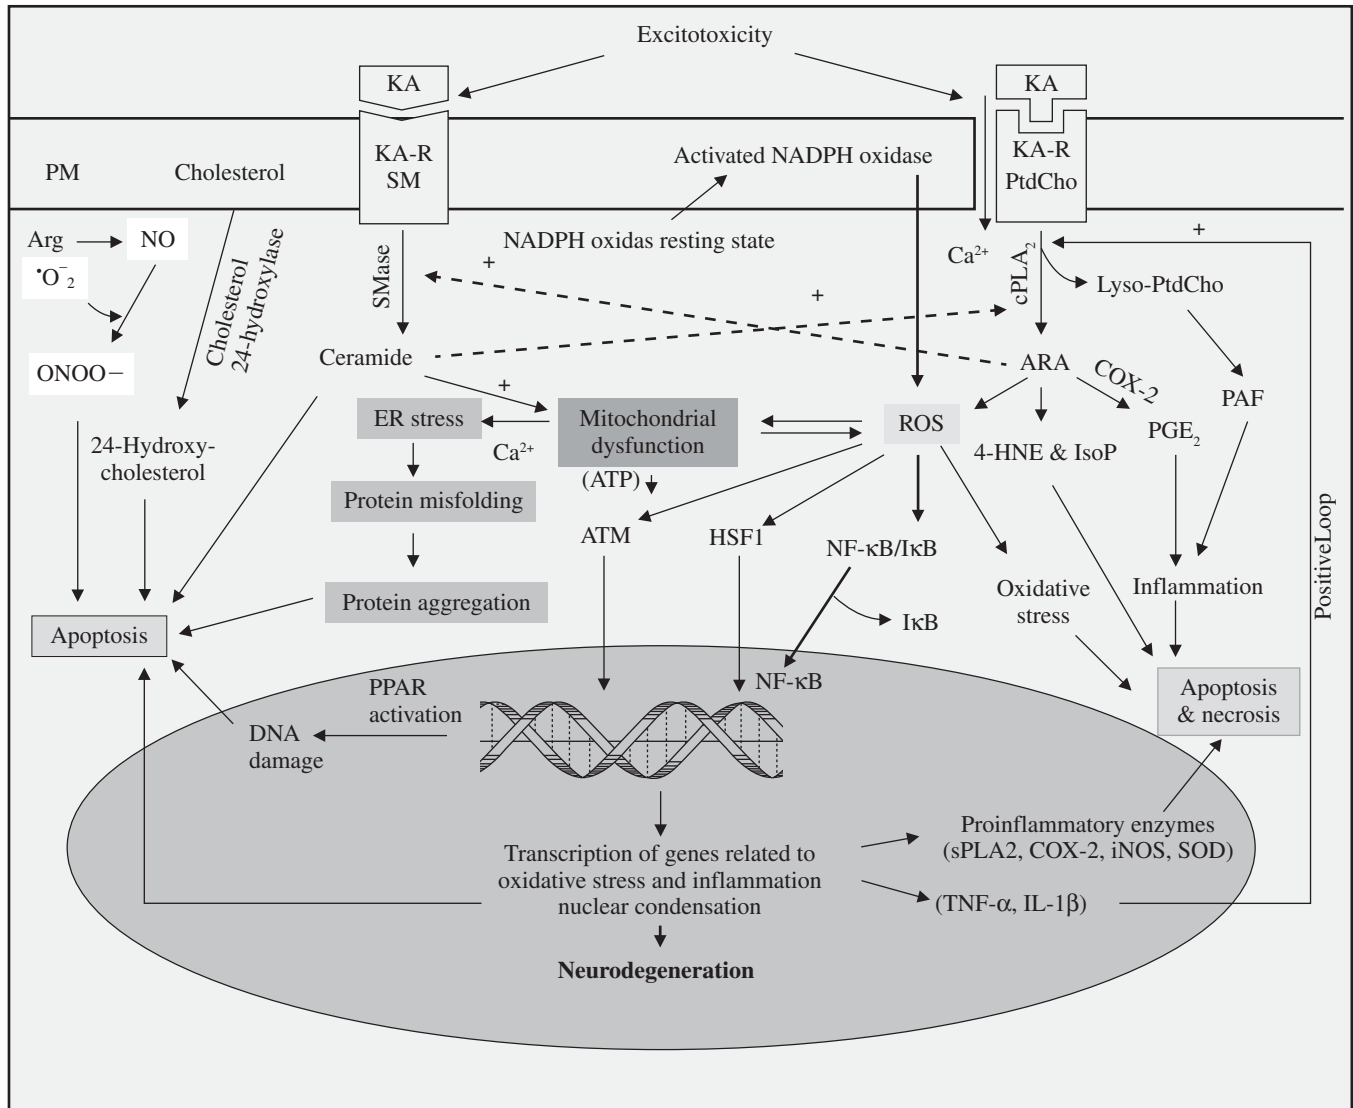 Excitotoxicity
KA
KA
KA-R
SM
KA-R
PtdCho
PM
Cholesterol
Activated NADPH oxidase
NADPH oxidas resting state
Arg
NO
•O⁻₂
ONOO−
Cholesterol
24-hydroxylase
SMase
+
+
+
Ca²⁺
cPLA₂
Lyso-PtdCho
Ceramide
ARA
COX-2
PAF
+
ER stress
Ca²⁺
Mitochondrial
dysfunction
(ATP)
ROS
4-HNE & IsoP
PGE₂
24-Hydroxy-
cholesterol
Protein misfolding
ATM
HSF1
NF-κB/IκB
Oxidative
stress
Inflammation
PositiveLoop
Protein aggregation
IκB
Apoptosis
NF-κB
Apoptosis
& necrosis
PPAR
activation
DNA
damage
Transcription of genes related to
oxidative stress and inflammation
nuclear condensation
Proinflammatory enzymes
(sPLA2, COX-2, iNOS, SOD)
(TNF-α, IL-1β)
Neurodegeneration